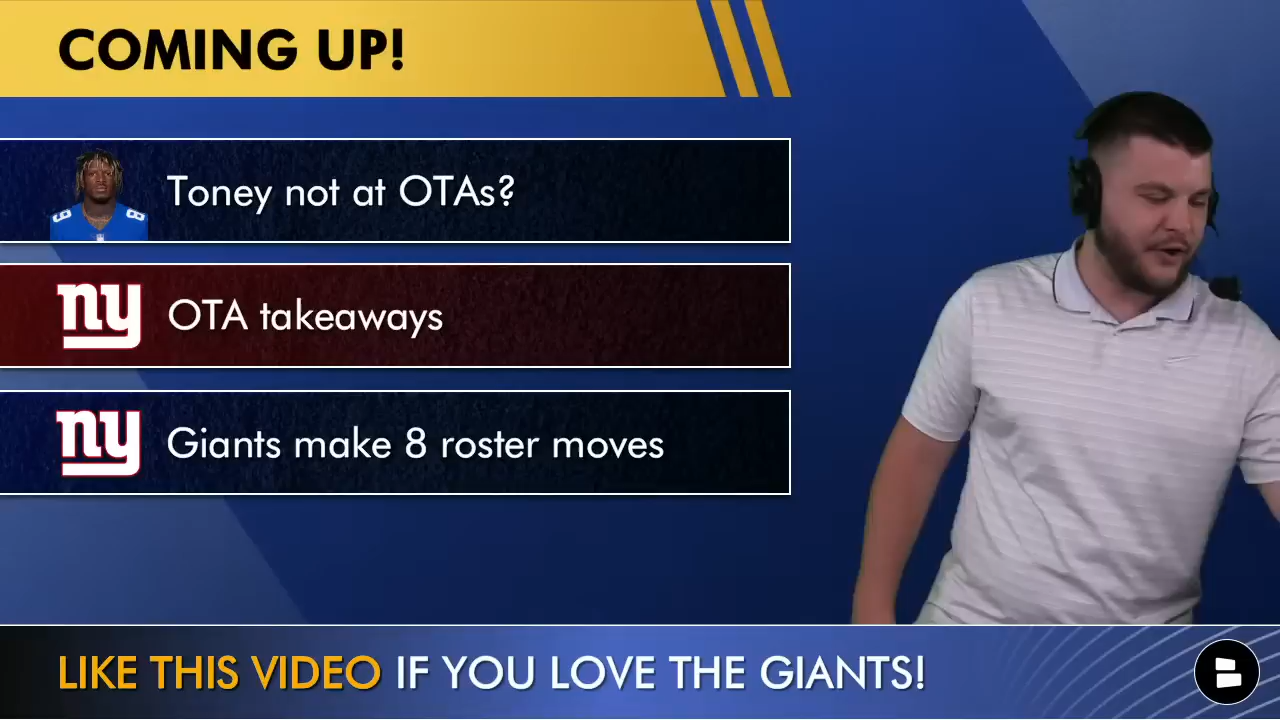 COMING UP!
Toney not at OTAs?
ny OTA takeaways
ny Giants make 8 roster moves
LIKE THIS VIDEO IF YOU LOVE THE GIANTS!